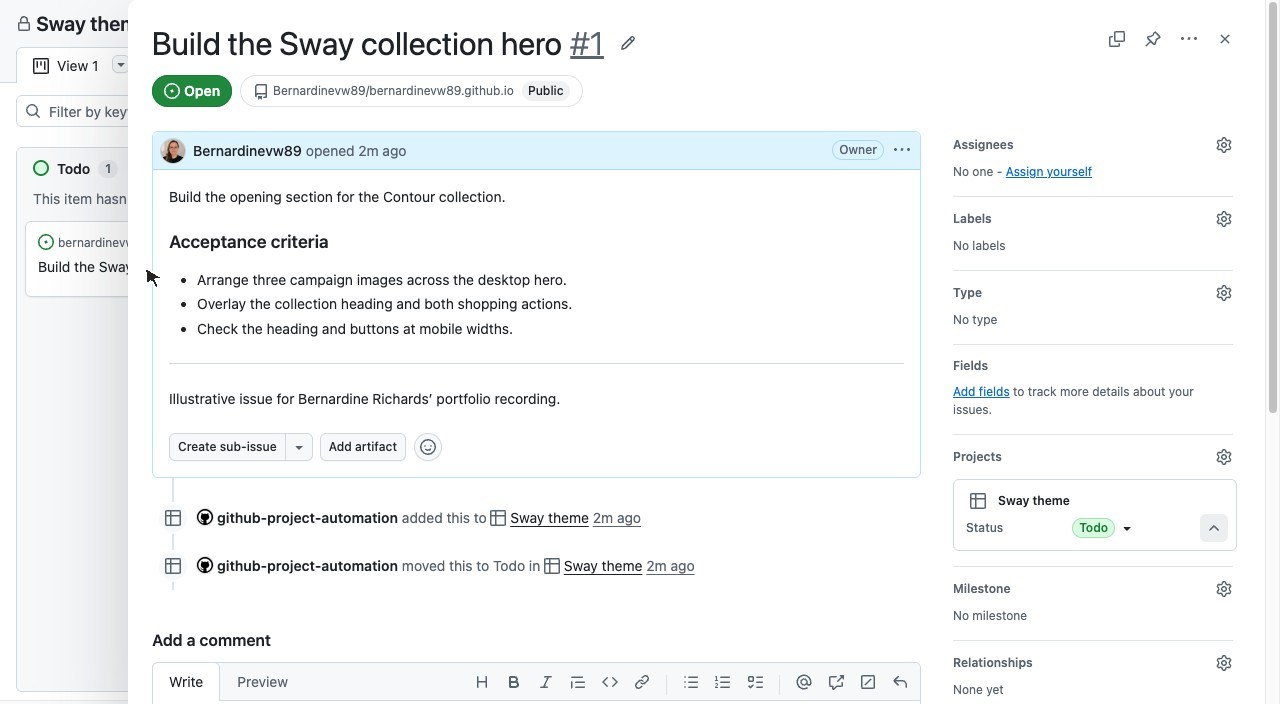 Sway then
View 1
Filter by key
Todo 1
This item hasn
bernardinevw
Build the Sway
Build the Sway collection hero #1
Open
Bernardinevw89/bernardinevw89.github.io Public
Bernardinevw89 opened 2m ago
Owner
Build the opening section for the Contour collection.
Acceptance criteria
• Arrange three campaign images across the desktop hero.
• Overlay the collection heading and both shopping actions.
• Check the heading and buttons at mobile widths.
Illustrative issue for Bernardine Richards’ portfolio recording.
Create sub-issue
Add artifact
github-project-automation added this to Sway theme 2m ago
github-project-automation moved this to Todo in Sway theme 2m ago
Add a comment
Write
Preview
Assignees
No one - Assign yourself
Labels
No labels
Type
No type
Fields
Add fields to track more details about your
issues.
Projects
Sway theme
Status Todo
Milestone
No milestone
Relationships
None yet